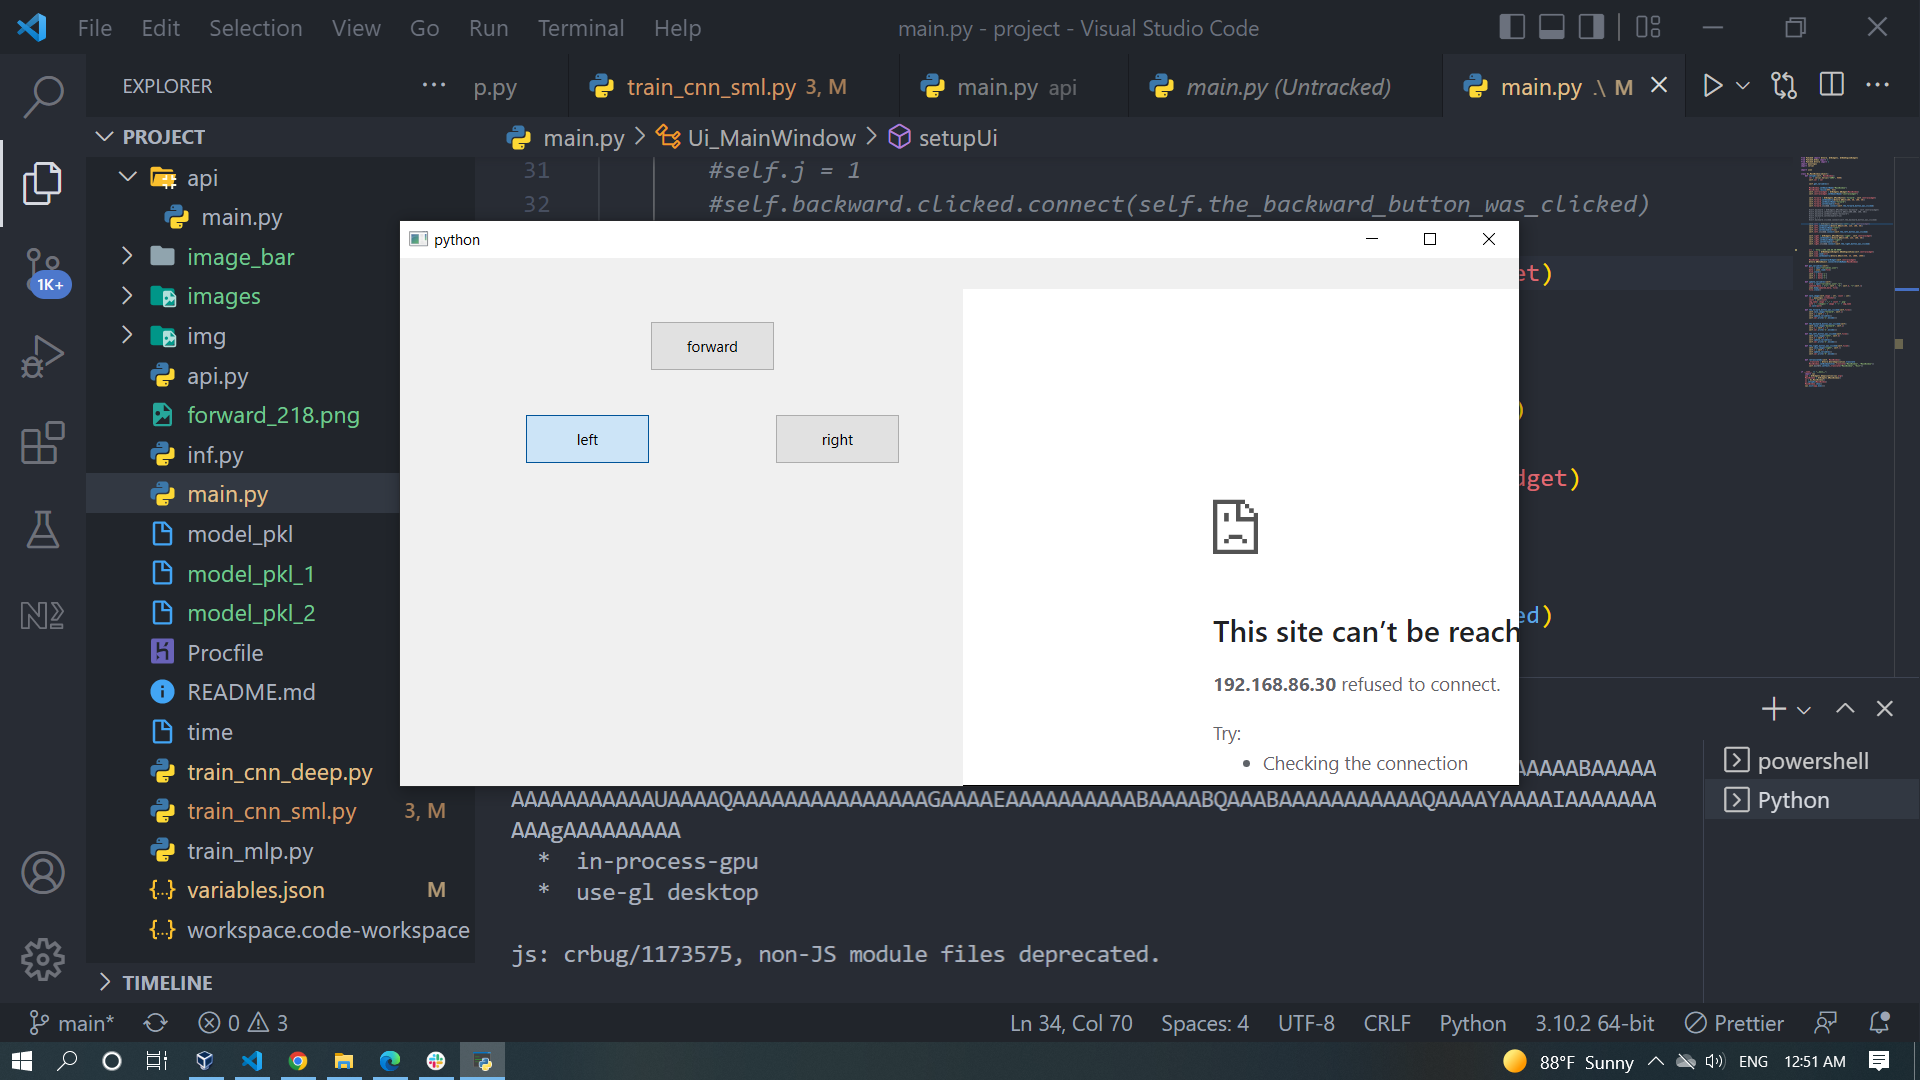 File Edit Selection View Go Run Terminal Help
main.py - project - Visual Studio Code
EXPLORER
p.py
train_cnn_sml.py 3, M
main.py api
main.py (Untracked)
main.py .\ M
PROJECT
main.py > Ui_MainWindow > setupUi
api
main.py
image_bar
images
img
api.py
forward_218.png
inf.py
main.py
model_pkl
model_pkl_1
model_pkl_2
Procfile
README.md
time
train_cnn_deep.py
train_cnn_sml.py 3, M
train_mlp.py
variables.json M
workspace.code-workspace
TIMELINE
1K+
31 #self.j = 1
32 #self.backward.clicked.connect(self.the_backward_button_was_clicked)
et)
)
dget)
ed)
python
forward
left
right
This site can't be reach
192.168.86.30 refused to connect.
Try:
Checking the connection
AAAAABAAAAA
AAAAAAAAAAAUAAAAQAAAAAAAAAAAAAAAGAAAAEAAAAAAAAAABAAAABQAAABAAAAAAAAAAAQAAAAYAAAAIAAAAAAA
AAAgAAAAAAAAA
* in-process-gpu
* use-gl desktop
js: crbug/1173575, non-JS module files deprecated.
powershell
Python
main* 0 3
Ln 34, Col 70 Spaces: 4 UTF-8 CRLF Python 3.10.2 64-bit Prettier
88°F Sunny ENG 12:51 AM